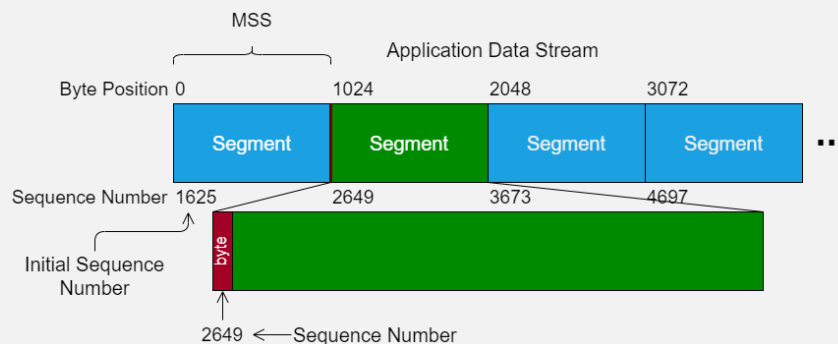 MSS
Application Data Stream
Byte Position 0 1024 2048 3072
Segment Segment Segment Segment ...
Sequence Number 1625 2649 3673 4697
byte
Initial Sequence
Number
2649 Sequence Number